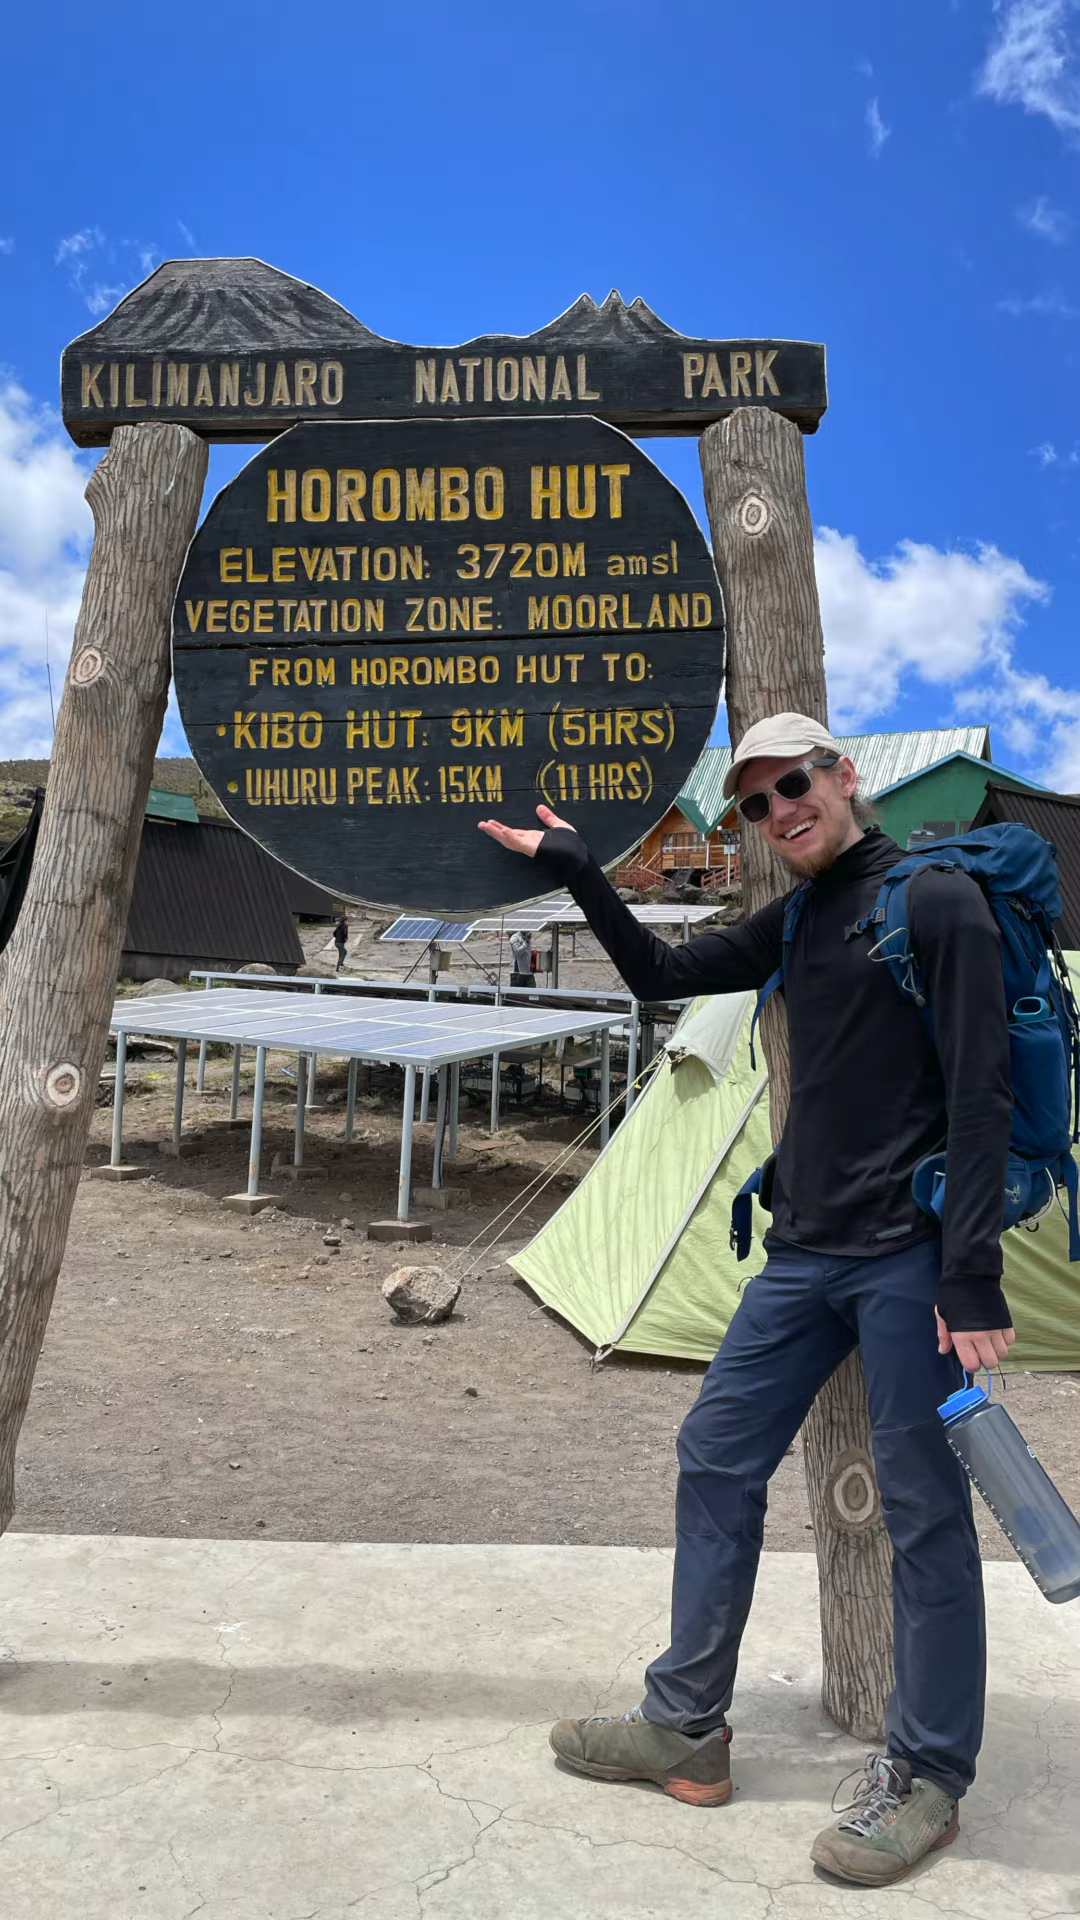 KILIMANJARO NATIONAL PARK
HOROMBO HUT
ELEVATION: 3720M amsl
VEGETATION ZONE: MOORLAND
FROM HOROMBO HUT TO:
• KIBO HUT: 9KM (5HRS)
• UHURU PEAK: 15KM (11 HRS)